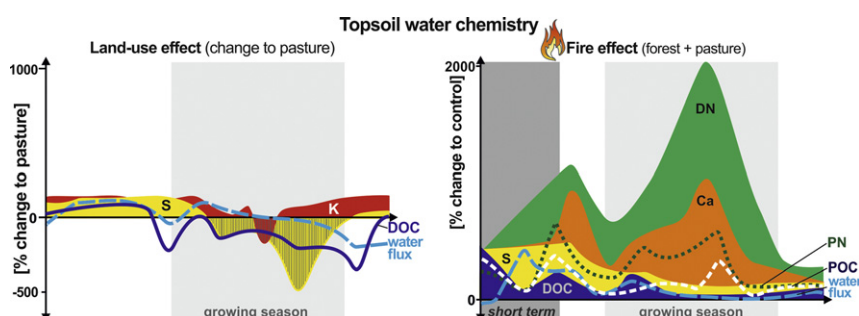 Topsoil water chemistry
Land-use effect (change to pasture)
1000
0
-500
[% change to pasture]
S
K
DOC
water
flux
growing season
Fire effect (forest + pasture)
2000
0
[% change to control]
DN
Ca
S
DOC
PN
POC
water
flux
short term
growing season